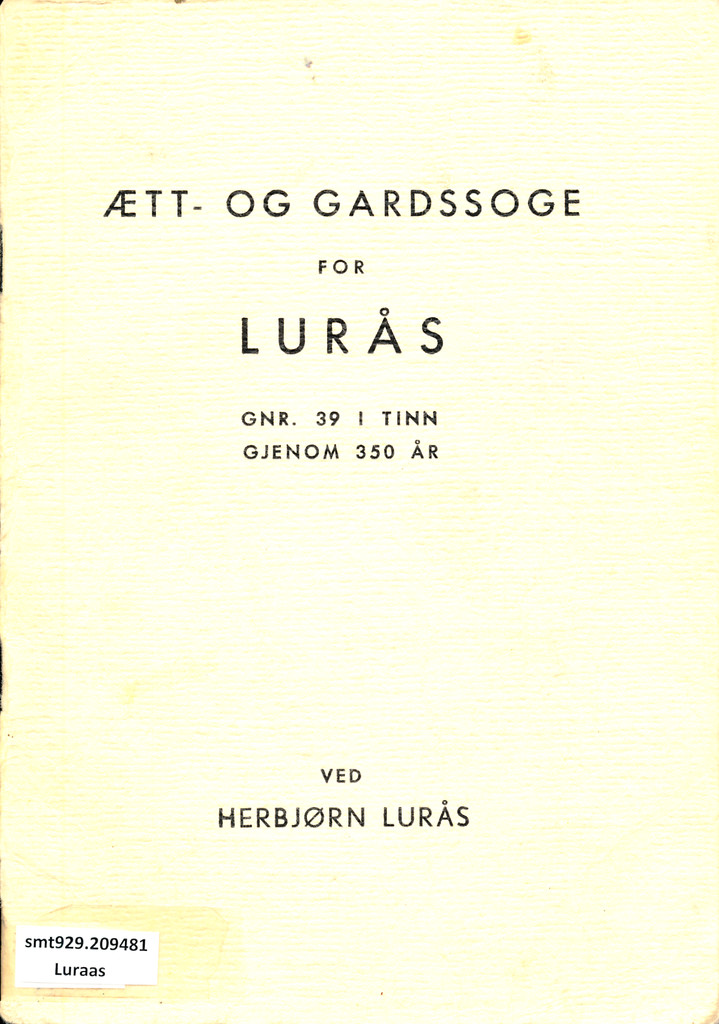 ÆTT- OG GARDSSOGE
FOR
LURÅS
GNR. 39 I TINN
GJENOM 350 ÅR
VED
HERBJØRN LURÅS
smt929.209481
Luraas